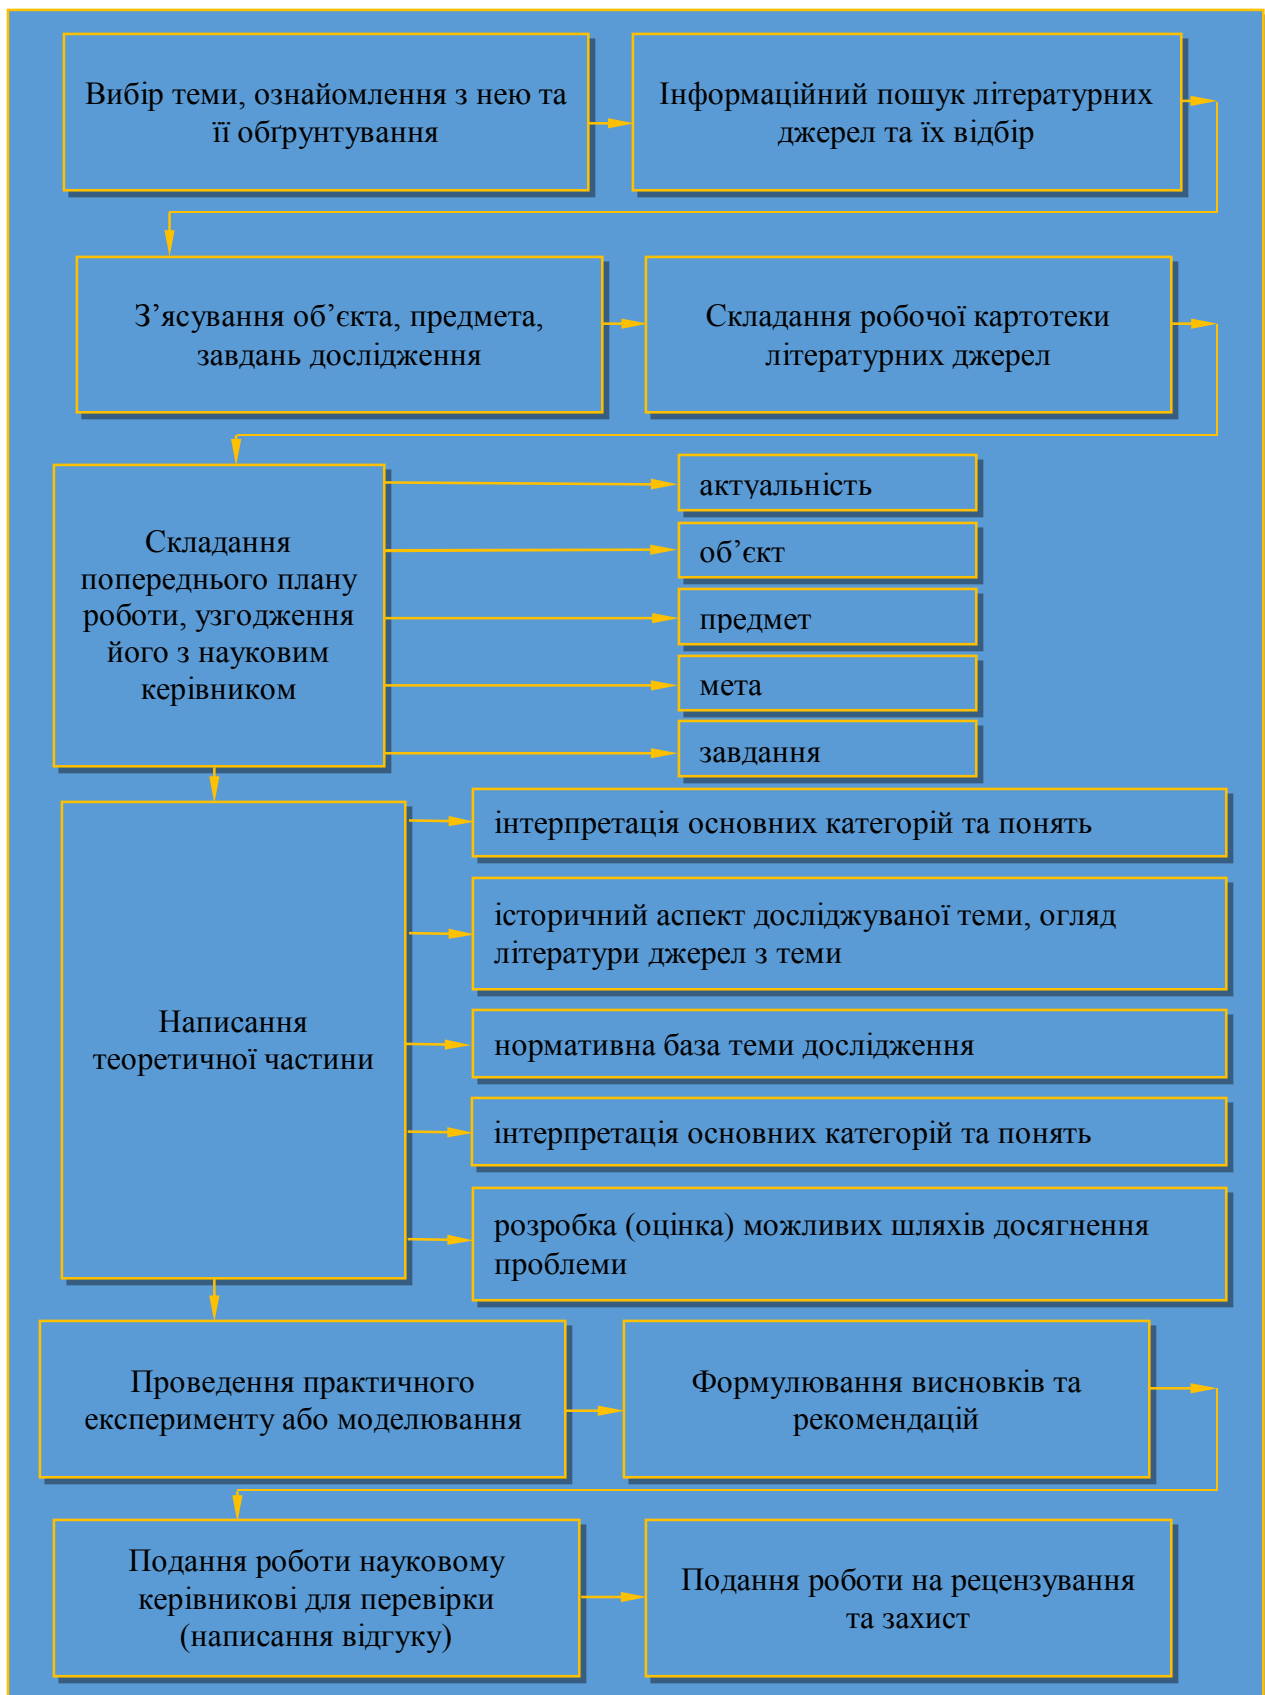 Вибір теми, ознайомлення з нею та
її обґрунтування
Інформаційний пошук літературних
джерел та їх відбір
З’ясування об’єкта, предмета,
завдань дослідження
Складання робочої картотеки
літературних джерел
Складання
попереднього плану
роботи, узгодження
його з науковим
керівником
актуальність
об’єкт
предмет
мета
завдання
Написання
теоретичної частини
інтерпретація основних категорій та понять
історичний аспект досліджуваної теми, огляд
літератури джерел з теми
нормативна база теми дослідження
інтерпретація основних категорій та понять
розробка (оцінка) можливих шляхів досягнення
проблеми
Проведення практичного
експерименту або моделювання
Формулювання висновків та
рекомендацій
Подання роботи науковому
керівникові для перевірки
(написання відгуку)
Подання роботи на рецензування
та захист